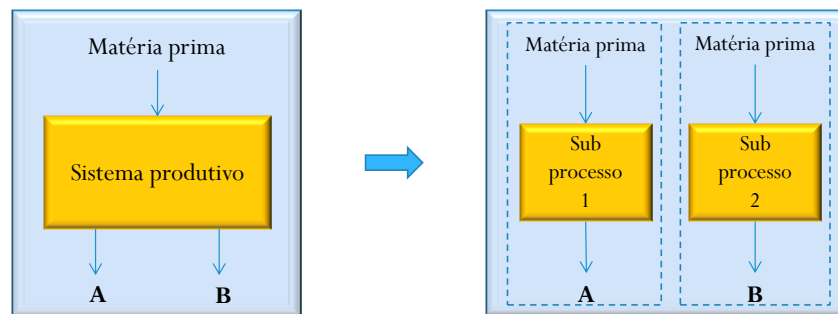 Matéria prima
Sistema produtivo
A B
Matéria prima
Sub
processo
1
A
Matéria prima
Sub
processo
2
B